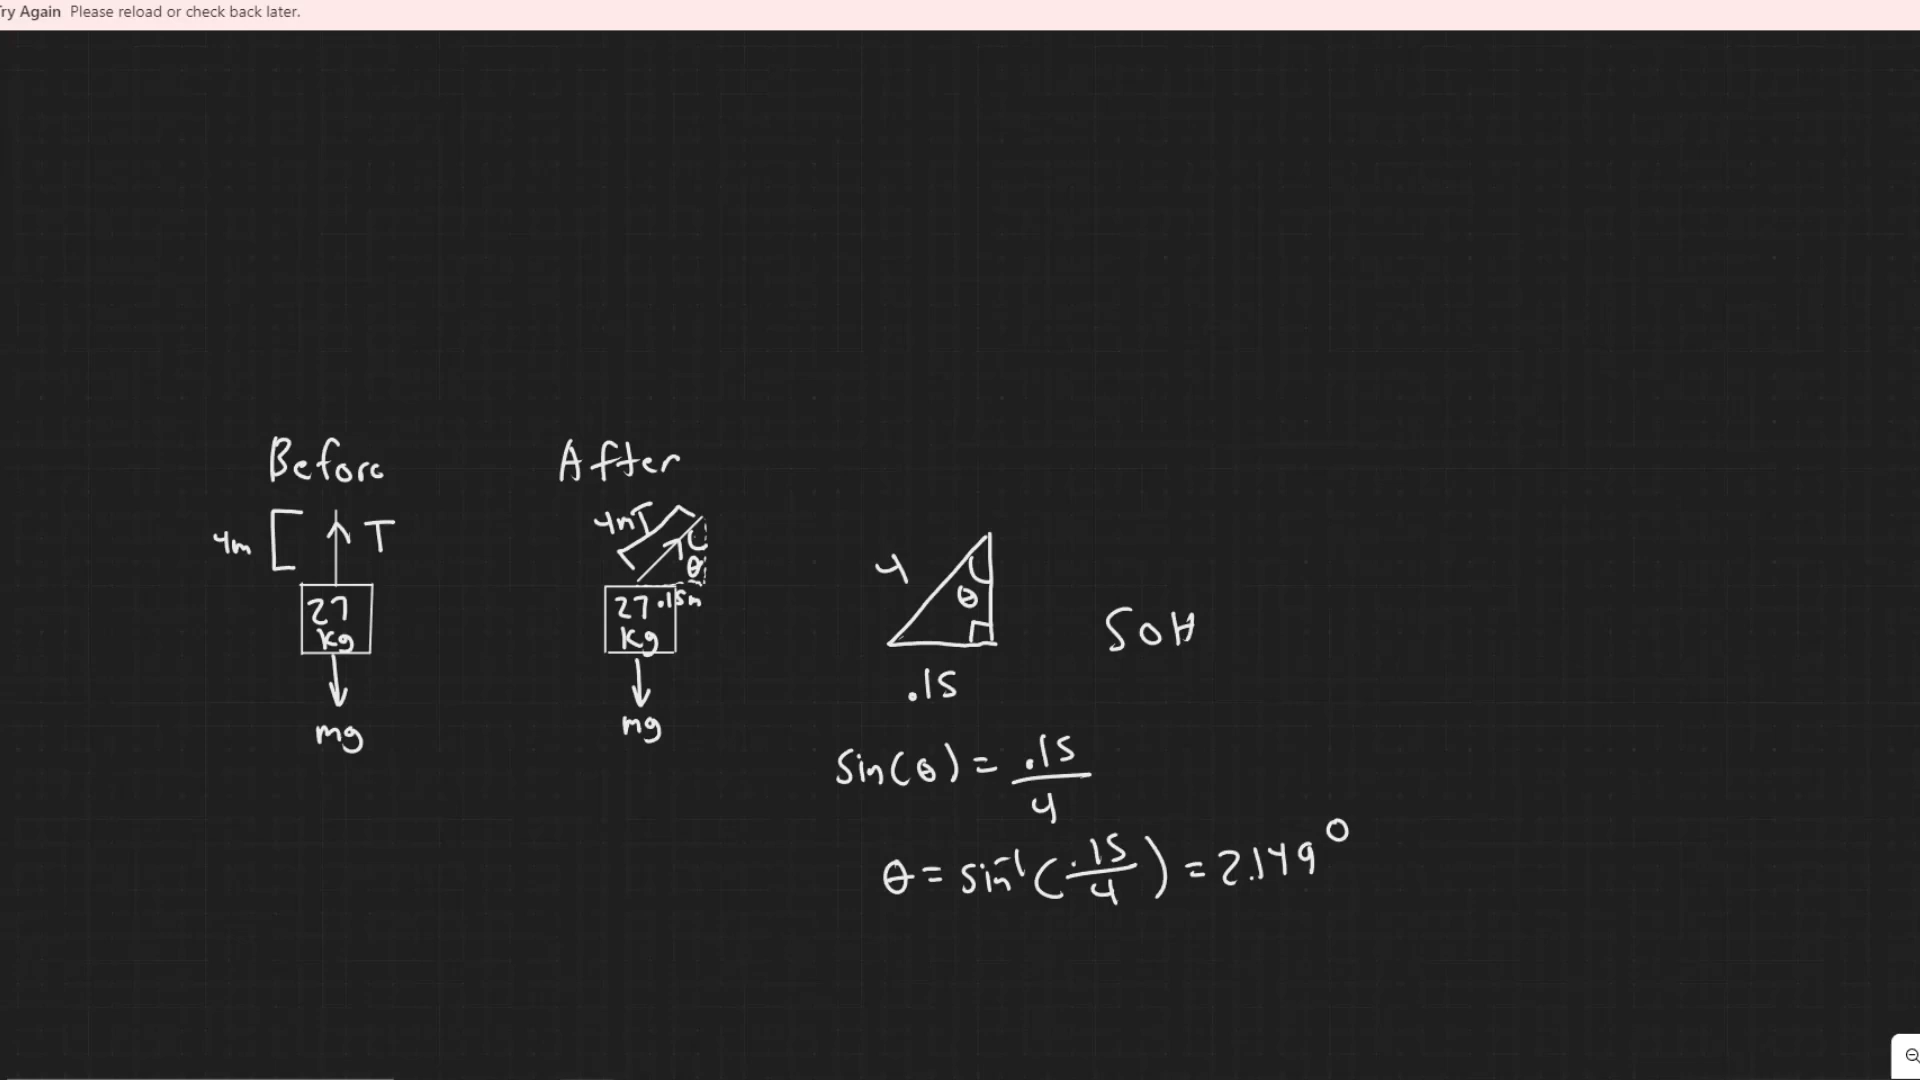 ry Again Please reload or check back later.
Before
4m
T
27
kg
mg
After
4m T
θ
.15m
27
kg
mg
4
θ
.15
SOH
sin(θ) = .15/4
θ = sin⁻¹(.15/4) = 2.149°